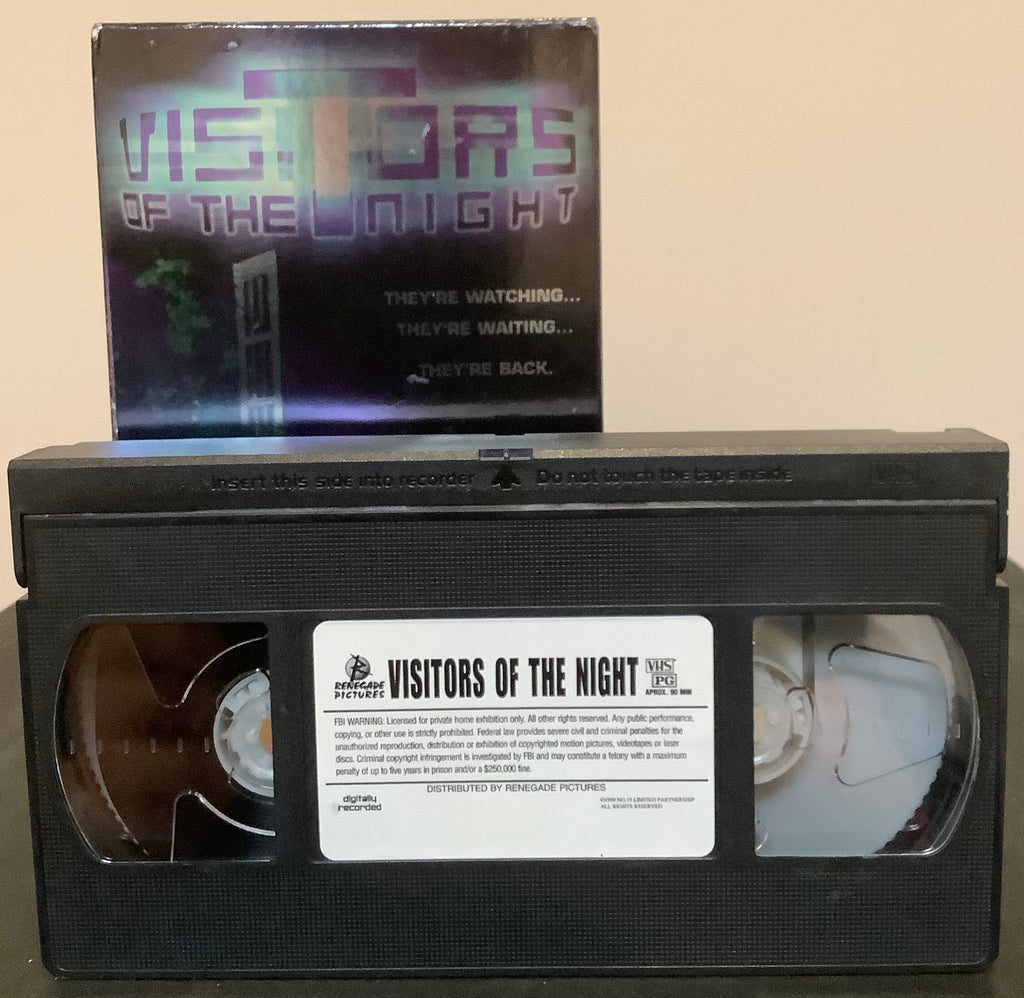 VISITORS
OF THE NIGHT
THEY'RE WATCHING...
THEY'RE WAITING...
THEY'RE BACK.
Insert this side into recorder Do not touch the tape inside
VHS
RENEGADE
PICTURES
VISITORS OF THE NIGHT
VHS
PG
APROX. 90 MIN
FBI WARNING: Licensed for private home exhibition only. All other rights reserved. Any public performance,
copying, or other use is strictly prohibited. Federal law provides severe civil and criminal penalties for the
unauthorized reproduction, distribution or exhibition of copyrighted motion pictures, videotapes or laser
discs. Criminal copyright infringement is investigated by FBI and may constitute a felony with a maximum
penalty of up to five years in prison and/or a $250,000 fine.
DISTRIBUTED BY RENEGADE PICTURES
digitally
recorded
©1999 NO.19 LIMITED PARTNERSHIP
ALL RIGHTS RESERVED